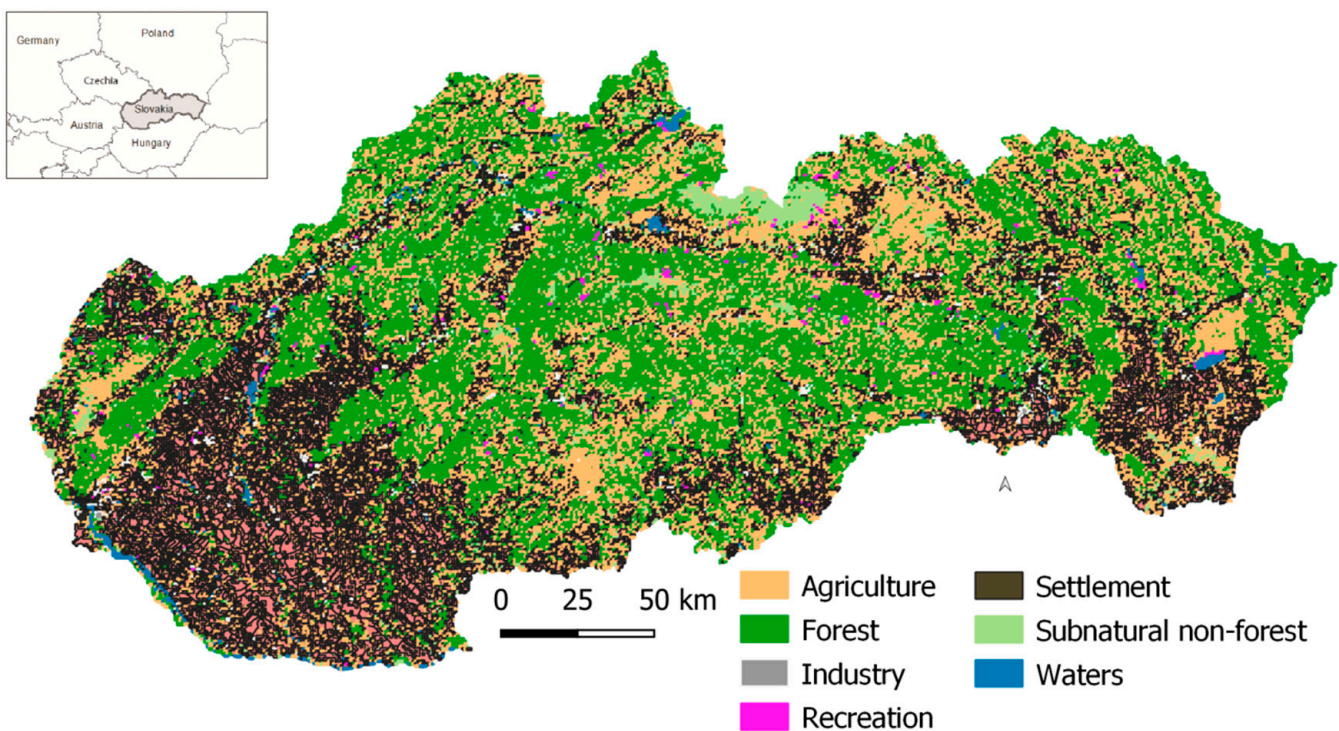 Germany
Poland
Czechia
Slovakia
Austria
Hungary
0 25 50 km
Agriculture
Forest
Industry
Recreation
Settlement
Subnatural non-forest
Waters